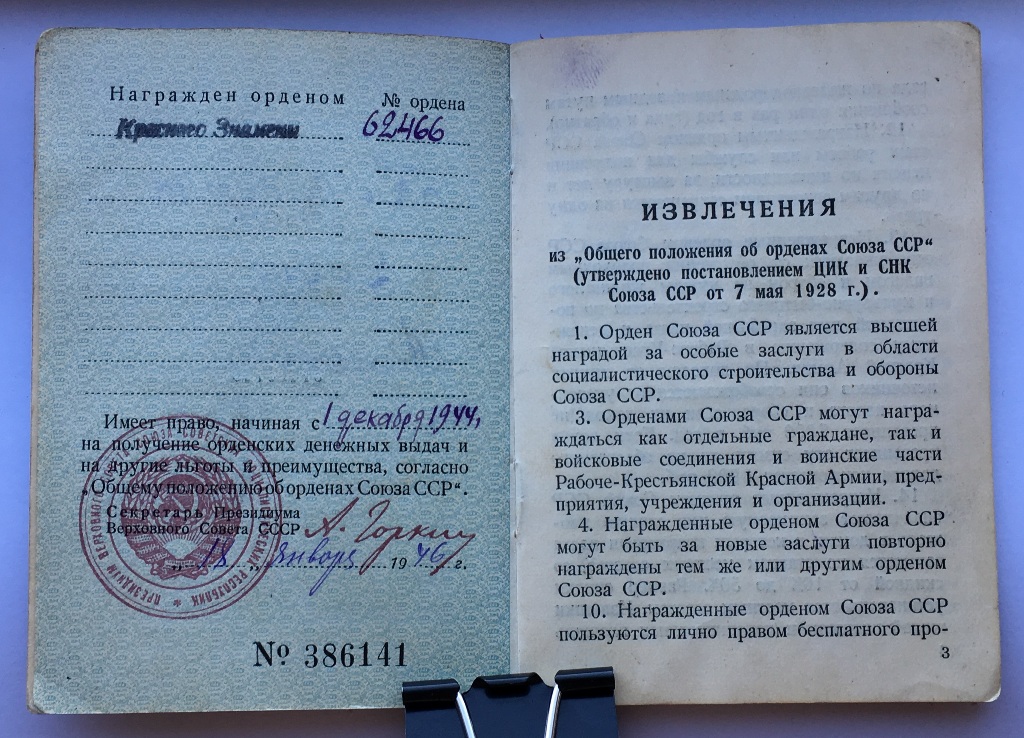 Награжден орденом
№ ордена
Красного Знамени
62466
Имеет право, начиная с 1 декабря 1944,
на получение орденских денежных выдач и
на другие льготы и преимущества, согласно
„Общему положению об орденах Союза ССР“.
Секретарь Президиума
Верховного Совета СССР А. Горкин
„18 января 1946 г.
№ 386141
ИЗВЛЕЧЕНИЯ
из „Общего положения об орденах Союза ССР“
(утверждено постановлением ЦИК и СНК
Союза ССР от 7 мая 1928 г.).
1. Орден Союза ССР является высшей
наградой за особые заслуги в области
социалистического строительства и обороны
Союза ССР.
3. Орденами Союза ССР могут награ-
ждаться как отдельные граждане, так и
войсковые соединения и воинские части
Рабоче-Крестьянской Красной Армии, пред-
приятия, учреждения и организации.
4. Награжденные орденом Союза ССР
могут быть за новые заслуги повторно
награждены тем же или другим орденом
Союза ССР.
10. Награжденные орденом Союза ССР
пользуются лично правом бесплатного про-
3